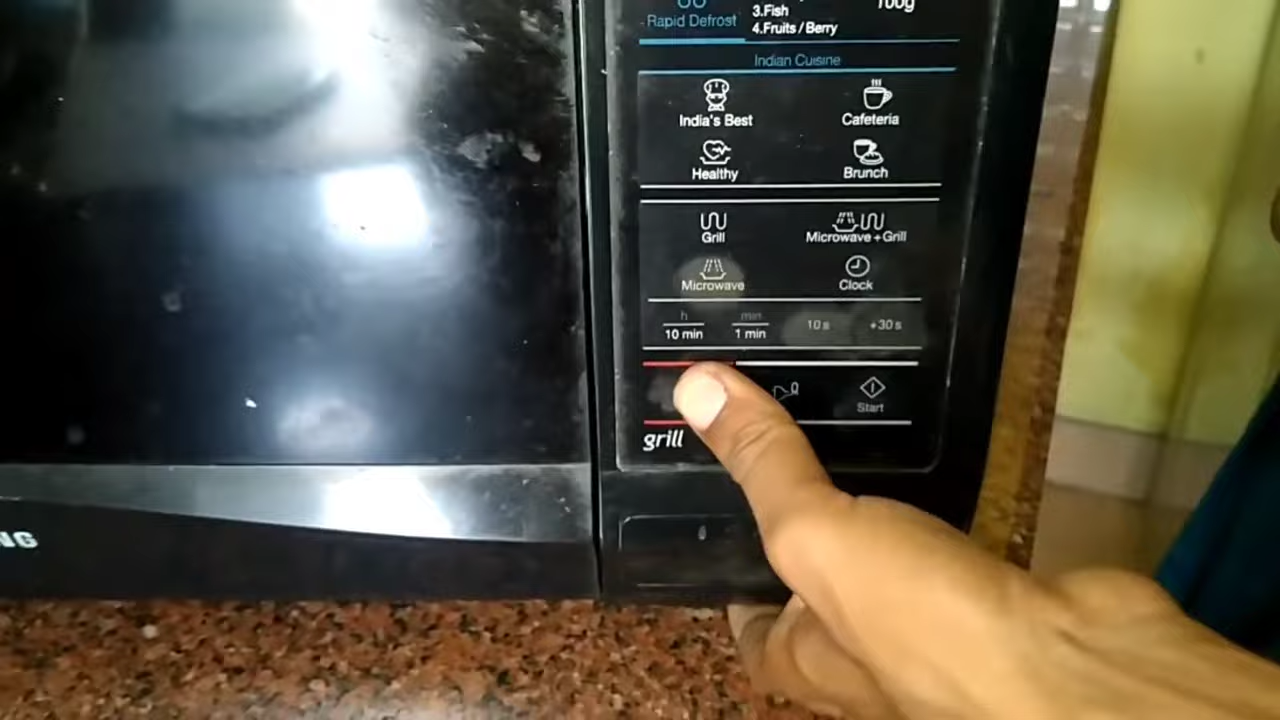 Rapid Defrost
3.Fish
4.Fruits / Berry
100g
Indian Cuisine
India's Best
Cafeteria
Healthy
Brunch
Grill
Microwave + Grill
Microwave
Clock
h
min
10 min
1 min
10 s
+30 s
Start
grill
NG